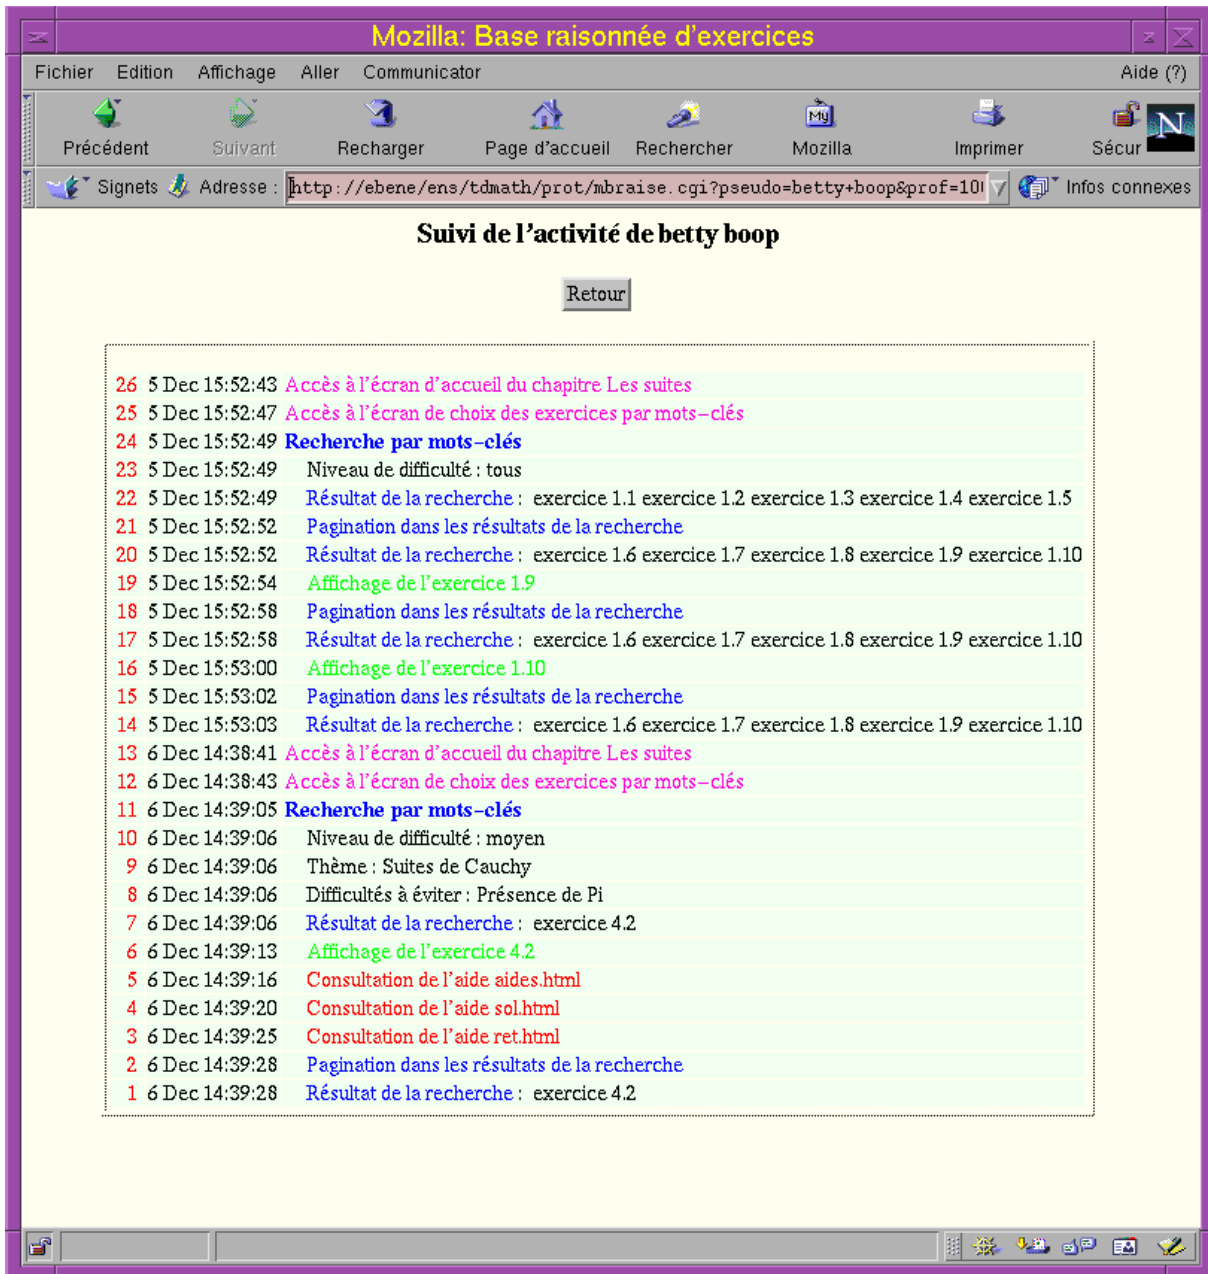 Mozilla: Base raisonnée d'exercices
Fichier Edition Affichage Aller Communicator Aide (?)
My N
Précédent Suivant Recharger Page d'accueil Rechercher Mozilla Imprimer Sécur
Signets Adresse : http://ebene/ens/tdmath/prot/mbraise.cgi?pseudo=betty+boop&prof=10 Infos connexes
Suivi de l'activité de betty boop
Retour
26 5 Dec 15:52:43 Accès à l'écran d'accueil du chapitre Les suites
25 5 Dec 15:52:47 Accès à l'écran de choix des exercices par mots-clés
24 5 Dec 15:52:49 Recherche par mots-clés
23 5 Dec 15:52:49 Niveau de difficulté : tous
22 5 Dec 15:52:49 Résultat de la recherche : exercice 1.1 exercice 1.2 exercice 1.3 exercice 1.4 exercice 1.5
21 5 Dec 15:52:52 Pagination dans les résultats de la recherche
20 5 Dec 15:52:52 Résultat de la recherche : exercice 1.6 exercice 1.7 exercice 1.8 exercice 1.9 exercice 1.10
19 5 Dec 15:52:54 Affichage de l'exercice 1.9
18 5 Dec 15:52:58 Pagination dans les résultats de la recherche
17 5 Dec 15:52:58 Résultat de la recherche : exercice 1.6 exercice 1.7 exercice 1.8 exercice 1.9 exercice 1.10
16 5 Dec 15:53:00 Affichage de l'exercice 1.10
15 5 Dec 15:53:02 Pagination dans les résultats de la recherche
14 5 Dec 15:53:03 Résultat de la recherche : exercice 1.6 exercice 1.7 exercice 1.8 exercice 1.9 exercice 1.10
13 6 Dec 14:38:41 Accès à l'écran d'accueil du chapitre Les suites
12 6 Dec 14:38:43 Accès à l'écran de choix des exercices par mots-clés
11 6 Dec 14:39:05 Recherche par mots-clés
10 6 Dec 14:39:06 Niveau de difficulté : moyen
9 6 Dec 14:39:06 Thème : Suites de Cauchy
8 6 Dec 14:39:06 Difficultés à éviter : Présence de Pi
7 6 Dec 14:39:06 Résultat de la recherche : exercice 4.2
6 6 Dec 14:39:13 Affichage de l'exercice 4.2
5 6 Dec 14:39:16 Consultation de l'aide aides.html
4 6 Dec 14:39:20 Consultation de l'aide sol.html
3 6 Dec 14:39:25 Consultation de l'aide ret.html
2 6 Dec 14:39:28 Pagination dans les résultats de la recherche
1 6 Dec 14:39:28 Résultat de la recherche : exercice 4.2